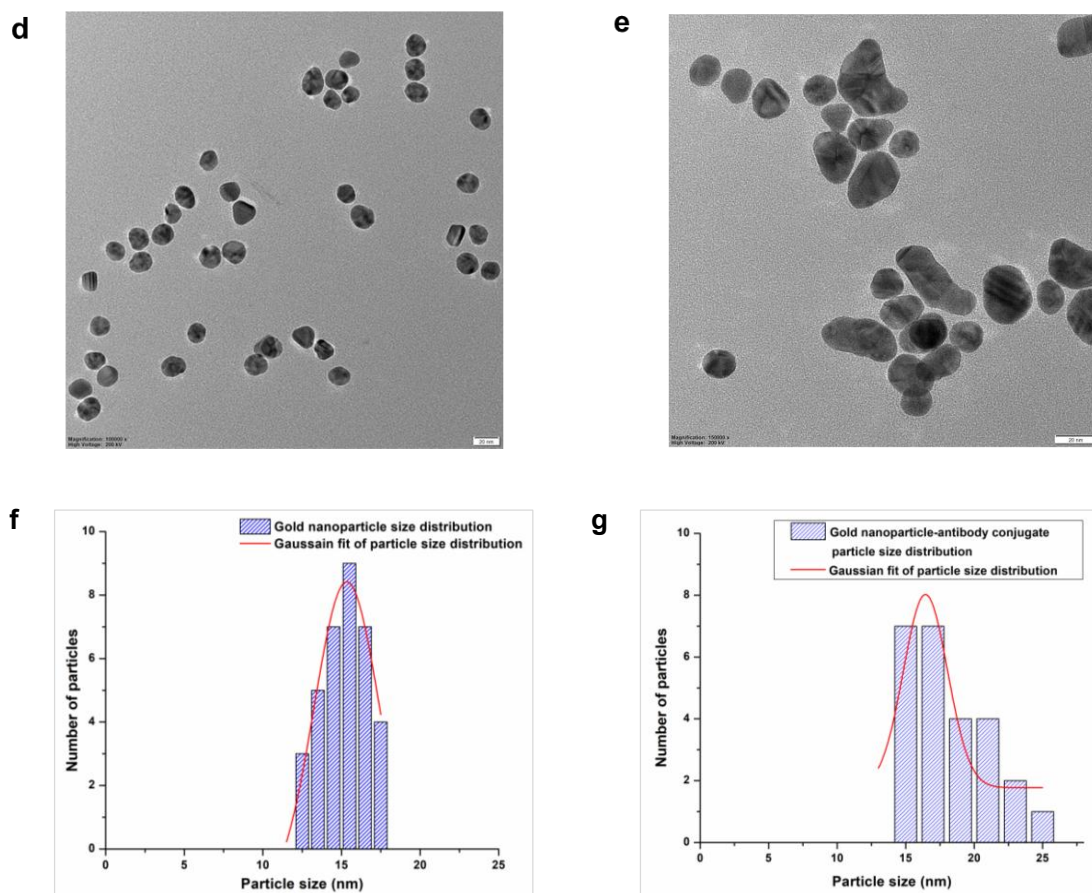 d
e
Magnification: 100000 x
High Voltage: 200 kV
20 nm
Magnification: 150000 x
High Voltage: 200 kV
20 nm
f
Gold nanoparticle size distribution
Gaussain fit of particle size distribution
10
8
6
4
2
0
Number of particles
0 5 10 15 20 25
Particle size (nm)
g
Gold nanoparticle-antibody conjugate
particle size distribution
Gaussian fit of particle size distribution
10
8
6
4
2
0
Number of particles
0 5 10 15 20 25
Particle size (nm)